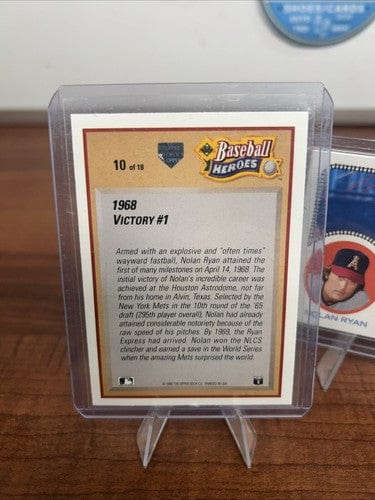 SHOES/CARDS
10 of 18
Baseball
HEROES
1968
VICTORY #1
Armed with an explosive and "often times"
wayward fastball, Nolan Ryan attained the
first of many milestones on April 14, 1968. The
initial victory of Nolan's incredible career was
achieved at the Houston Astrodome, not far
from his home in Alvin, Texas. Selected by the
New York Mets in the 10th round of the '65
draft (295th player overall), Nolan had already
attained considerable notoriety because of the
raw speed of his pitches. By 1969, the Ryan
Express had arrived. Nolan won the NLCS
clincher and earned a save in the World Series
when the amazing Mets surprised the world.
NOLAN RYAN